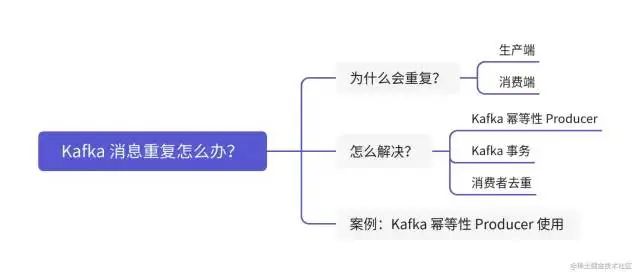 Kafka 消息重复怎么办?
为什么会重复?
生产端
消费端
怎么解决?
Kafka 幂等性 Producer
Kafka 事务
消费者去重
案例：Kafka 幂等性 Producer 使用
@稀土掘金技术社区